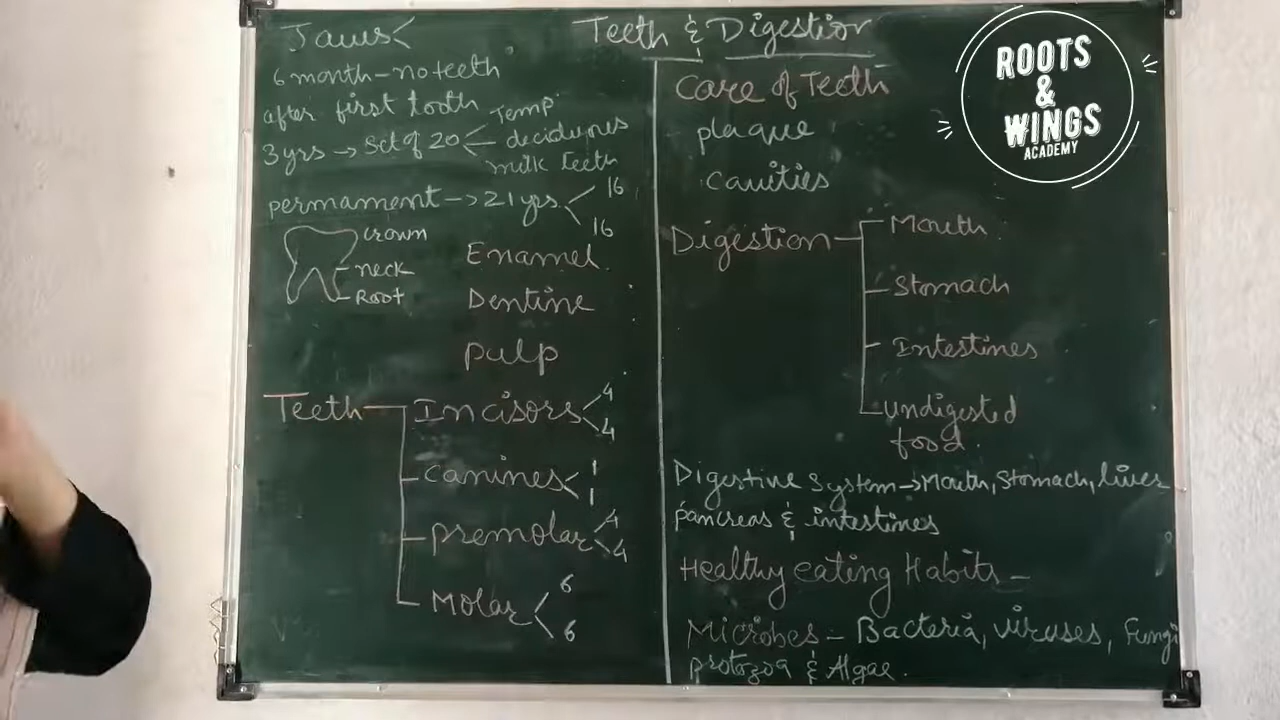 Teeth & Digestion
Jaws
6 month - no teeth
after first tooth
3 yrs → Set of 20
Temp
deciduous
milk teeth
permamant → 21 yrs
16
16
crown
neck
Root
Enamel
Dentine
pulp
Teeth
Incisors
4
4
canines
1
1
premolar
4
4
Molar
6
6
Care of Teeth
plaque
cavities
Digestion
Mouth
Stomach
Intestines
undigested
food.
Digestive System → Mouth, Stomach, liver
pancreas & intestines
Healthy eating Habits -
Microbes - Bacteria, viruses, Fungi
protozoa & Algae.
ROOTS
&
WINGS
ACADEMY